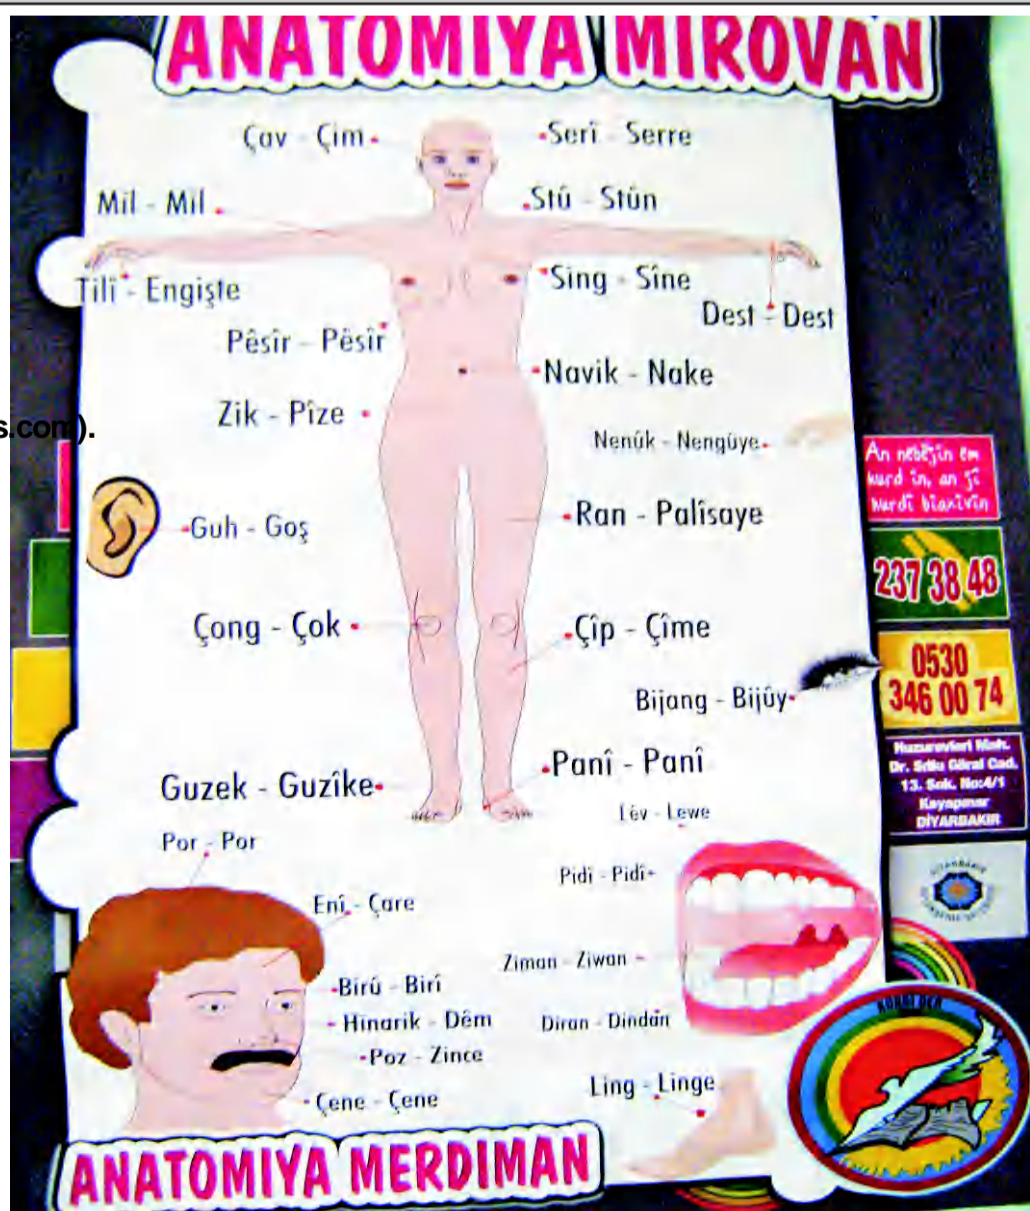 ANATOMIYA MIROVAN
Çav - Çim
Serî - Serre
Mil - Mil
Stû - Stûn
Tilî - Engişte
Sing - Sîne
Dest - Dest
Pêsîr - Pêsîr
Navik - Nake
Zik - Pîze
s.com).
Nenûk - Nengûye
An nebêjin em
kurd in, an jî
kurdî biaxivin
Guh - Goş
Ran - Palîsaye
237 38 48
Çong - Çok
Çîp - Çîme
Bijang - Bijûy
0530
346 00 74
Huzurevleri Mah.
Dr. Sıtkı Göral Cad.
13. Sok. No:4/1
Kayapınar
DİYARBAKIR
Guzek - Guzîke
Panî - Panî
Lêv - Lewe
Por - Por
Pidî - Pidî
Enî - Çare
Ziman - Ziwan
Birû - Birî
Hinarik - Dêm
Diran - Dindan
Poz - Zince
Çene - Çene
Ling - Linge
KURDÎ DER
ANATOMIYA MERDIMAN